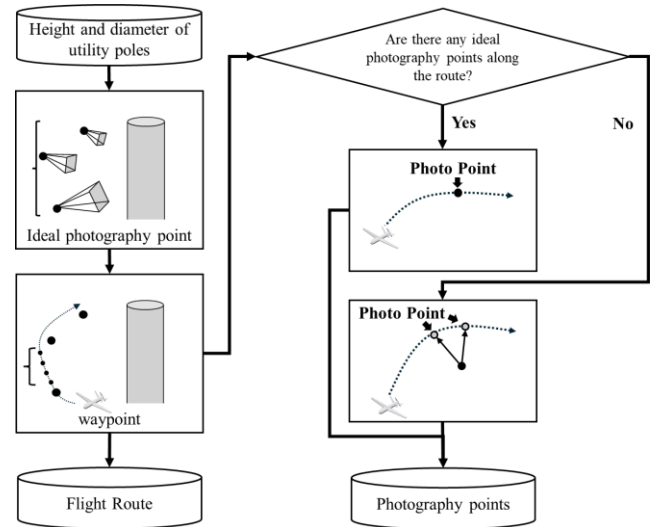 Height and diameter of
utility poles
Ideal photography point
waypoint
Flight Route
Are there any ideal
photography points along
the route?
Yes
No
Photo Point
Photo Point
Photography points